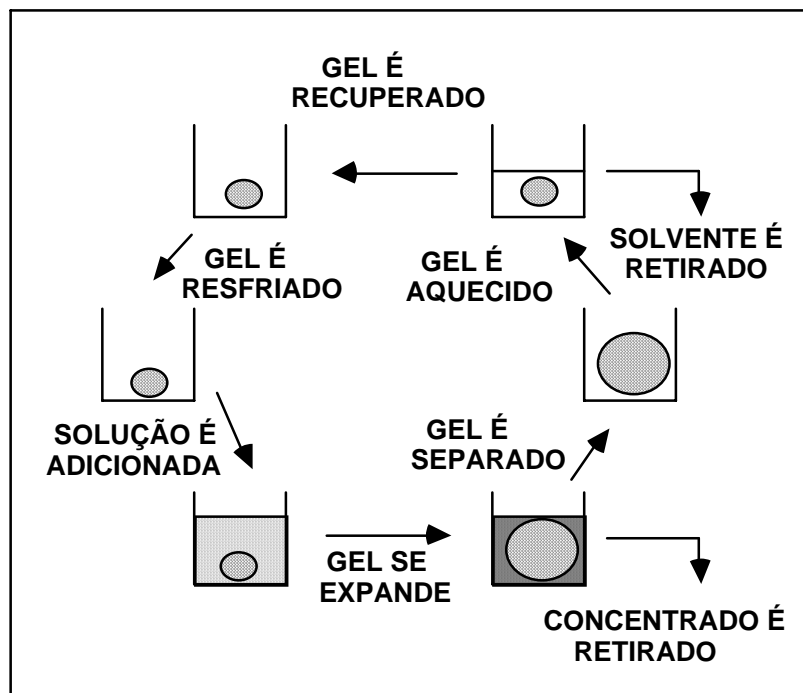 GEL É
RECUPERADO
SOLVENTE É
RETIRADO
GEL É
RESFRIADO
GEL É
AQUECIDO
SOLUÇÃO É
ADICIONADA
GEL É
SEPARADO
GEL SE
EXPANDE
CONCENTRADO É
RETIRADO